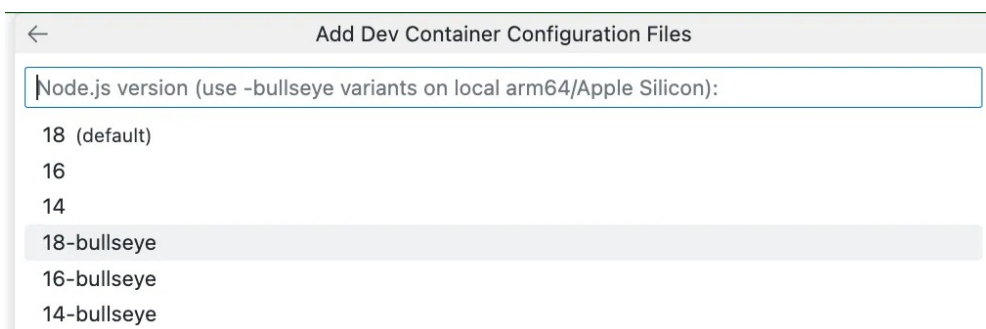 Add Dev Container Configuration Files
Node.js version (use -bullseye variants on local arm64/Apple Silicon):
18 (default)
16
14
18-bullseye
16-bullseye
14-bullseye